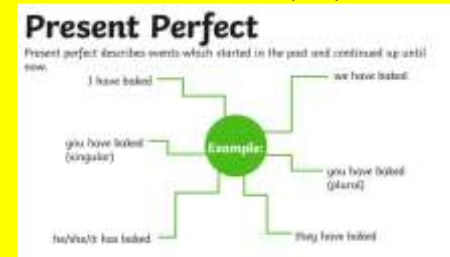 Present Perfect
Present perfect describes events which started in the past and continued up until
now.
I have baked
we have baked
you have baked
(singular)
Example:
you have baked
(plural)
he/she/it has baked
they have baked